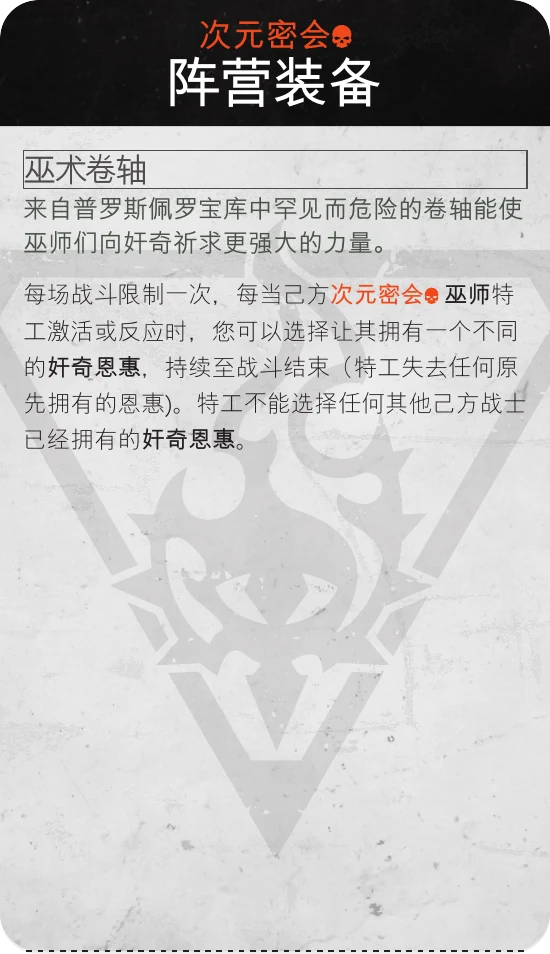 次元密会
阵营装备
巫术卷轴
来自普罗斯佩罗宝库中罕见而危险的卷轴能使
巫师们向奸奇祈求更强大的力量。
每场战斗限制一次，每当己方次元密会 巫师特
工激活或反应时，您可以选择让其拥有一个不同
的奸奇恩惠，持续至战斗结束（特工失去任何原
先拥有的恩惠)。特工不能选择任何其他己方战士
已经拥有的奸奇恩惠。